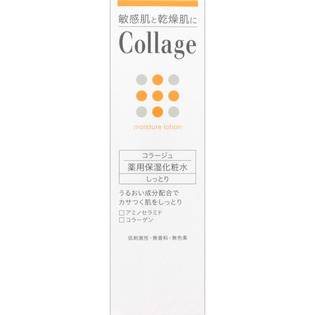 敏感肌と乾燥肌に
Collage
moisture lotion
コラージュ
薬用保湿化粧水
しっとり
うるおい成分配合で
カサつく肌をしっとり
□アミノセラミド
□コラーゲン
低刺激性・無香料・無色素